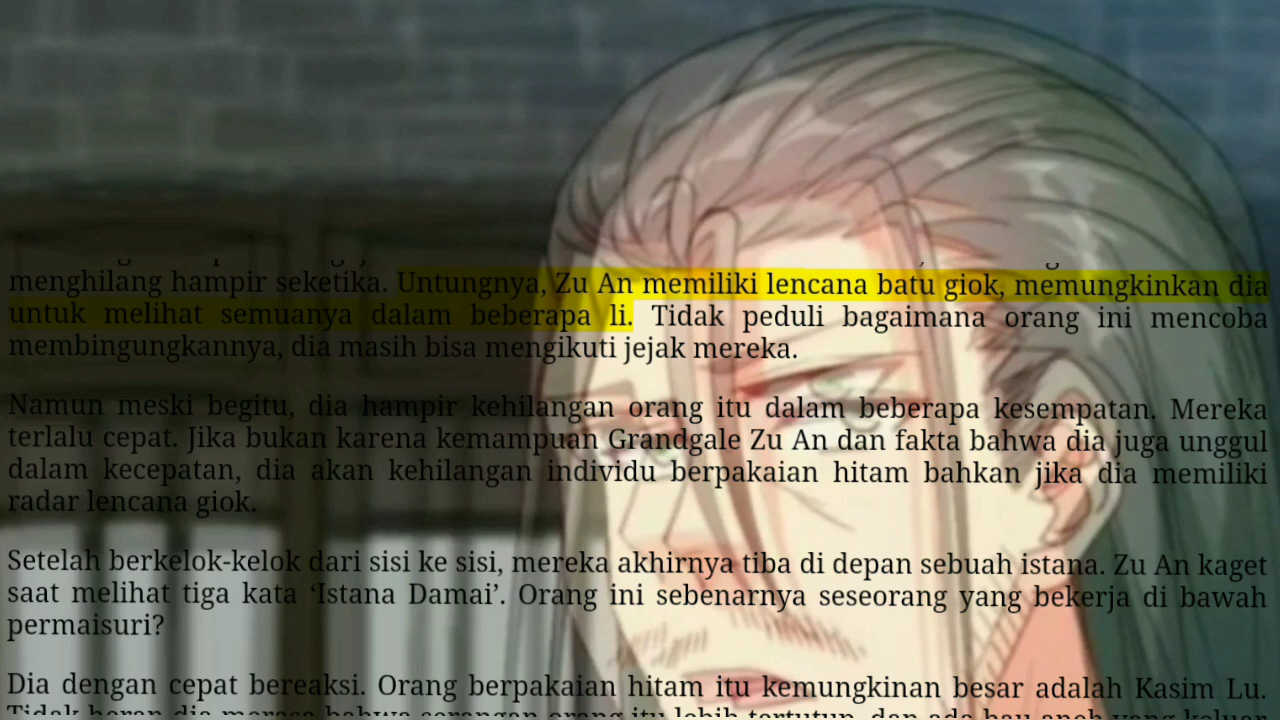 menghilang hampir seketika. Untungnya, Zu An memiliki lencana batu giok, memungkinkan dia
untuk melihat semuanya dalam beberapa li. Tidak peduli bagaimana orang ini mencoba
membingungkannya, dia masih bisa mengikuti jejak mereka.
Namun meski begitu, dia hampir kehilangan orang itu dalam beberapa kesempatan. Mereka
terlalu cepat. Jika bukan karena kemampuan Grandgale Zu An dan fakta bahwa dia juga unggul
dalam kecepatan, dia akan kehilangan individu berpakaian hitam bahkan jika dia memiliki
radar lencana giok.
Setelah berkelok-kelok dari sisi ke sisi, mereka akhirnya tiba di depan sebuah istana. Zu An kaget
saat melihat tiga kata ‘Istana Damai’. Orang ini sebenarnya seseorang yang bekerja di bawah
permaisuri?
Dia dengan cepat bereaksi. Orang berpakaian hitam itu kemungkinan besar adalah Kasim Lu.